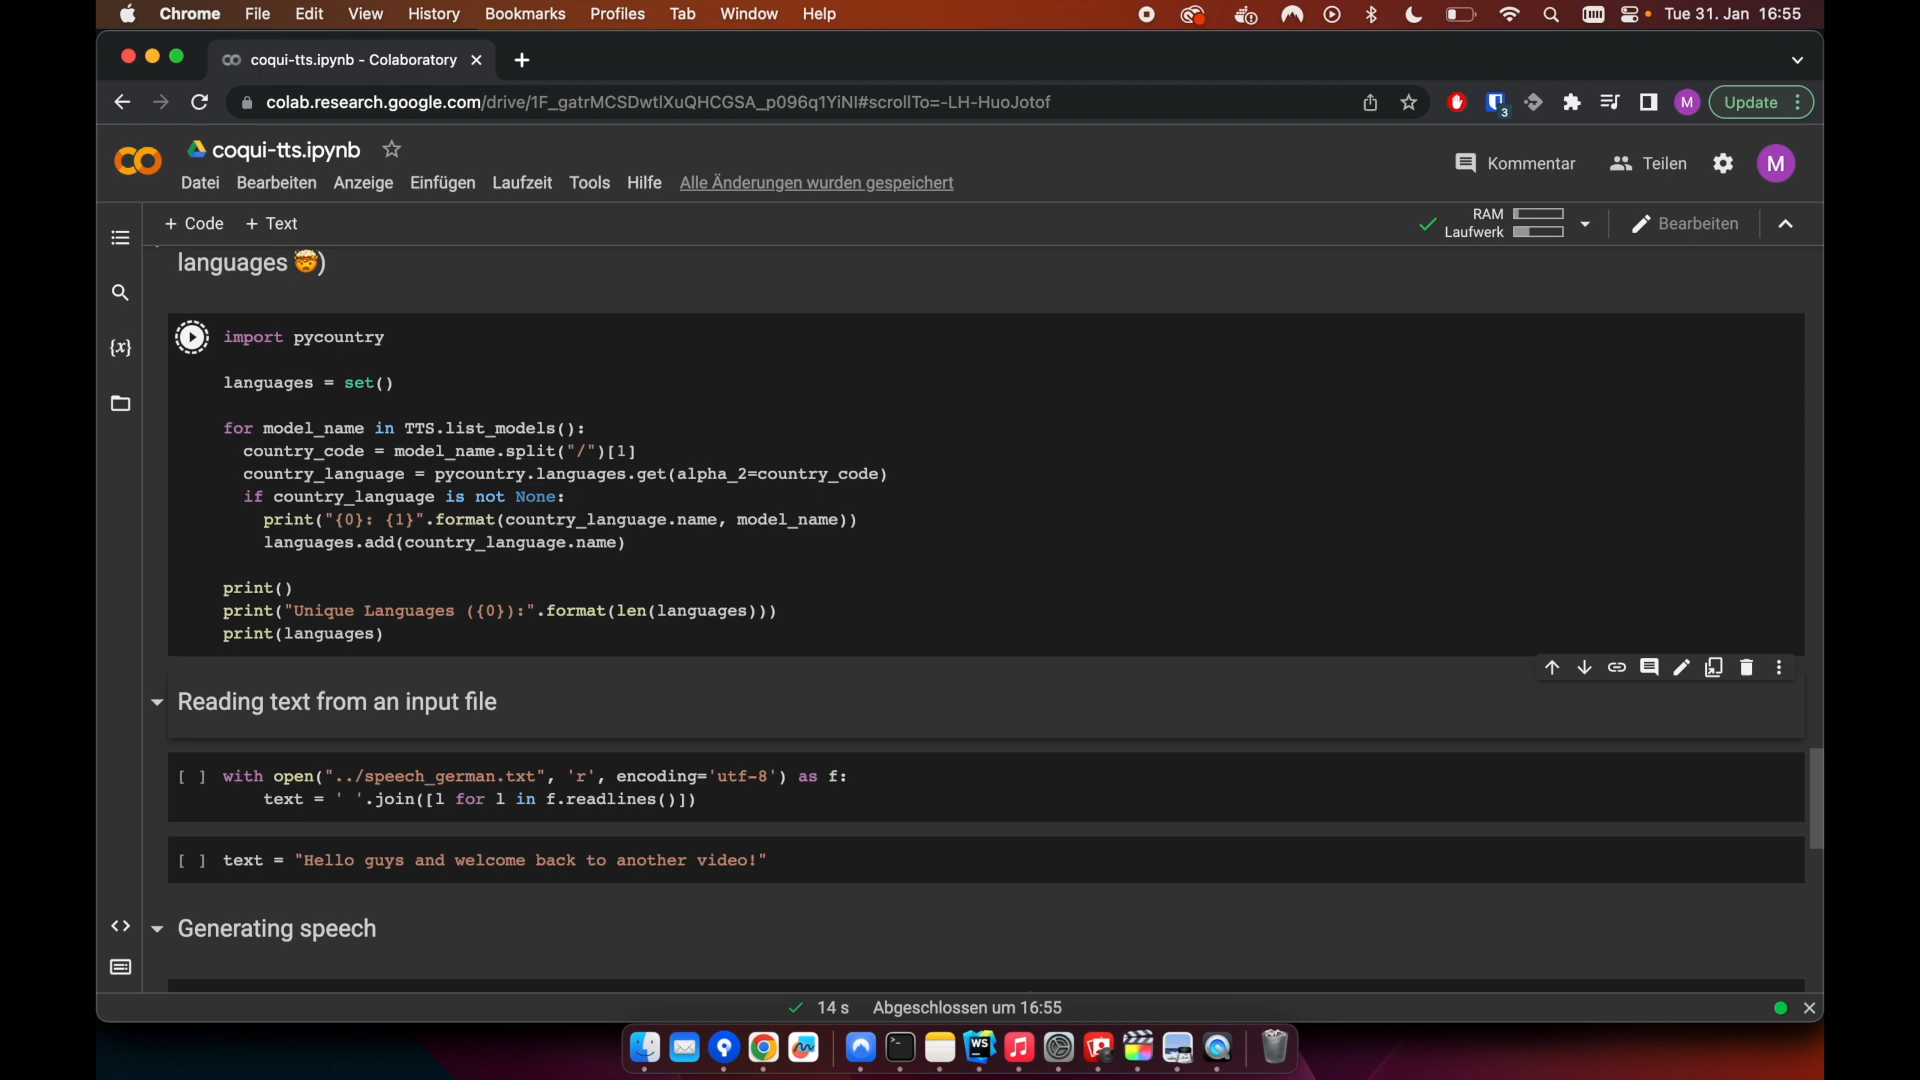 Chrome File Edit View History Bookmarks Profiles Tab Window Help Tue 31. Jan 16:55
coqui-tts.ipynb - Colaboratory
colab.research.google.com/drive/1F_gatrMCSDwtlXuQHCGSA_p096q1YiNI#scrollTo=-LH-HuoJotof 3 M Update
coqui-tts.ipynb
Kommentar Teilen M
Datei Bearbeiten Anzeige Einfügen Laufzeit Tools Hilfe Alle Änderungen wurden gespeichert
+ Code + Text RAM Bearbeiten
Laufwerk
languages 🤯)
{x}
import pycountry
languages = set()
for model_name in TTS.list_models():
country_code = model_name.split("/")[1]
country_language = pycountry.languages.get(alpha_2=country_code)
if country_language is not None:
print("{0}: {1}".format(country_language.name, model_name))
languages.add(country_language.name)
print()
print("Unique Languages ({0}):".format(len(languages)))
print(languages)
Reading text from an input file
[ ] with open("../speech_german.txt", 'r', encoding='utf-8') as f:
text = ' '.join([l for l in f.readlines()])
[ ] text = "Hello guys and welcome back to another video!"
Generating speech
14 s Abgeschlossen um 16:55
WS